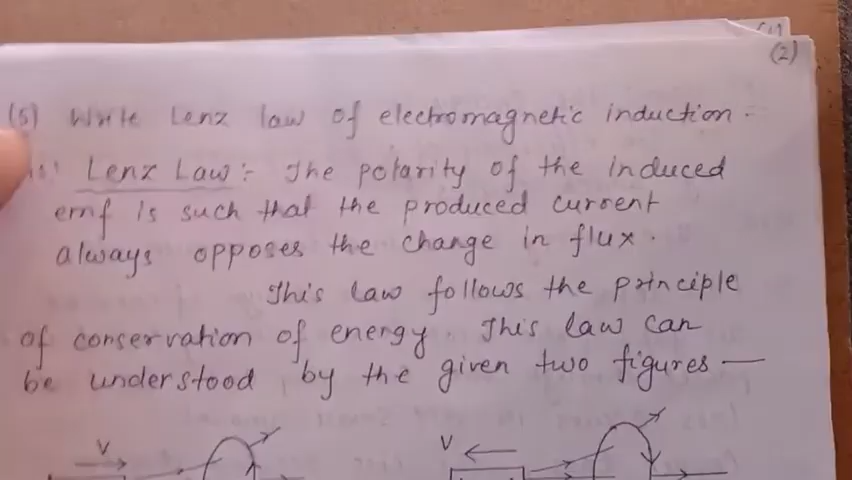 (2)
(5) Write Lenz law of electromagnetic induction -
Lenz Law :- The polarity of the induced
emf is such that the produced current
always opposes the change in flux.
This law follows the principle
of conservation of energy. This law can
be understood by the given two figures —
V
V